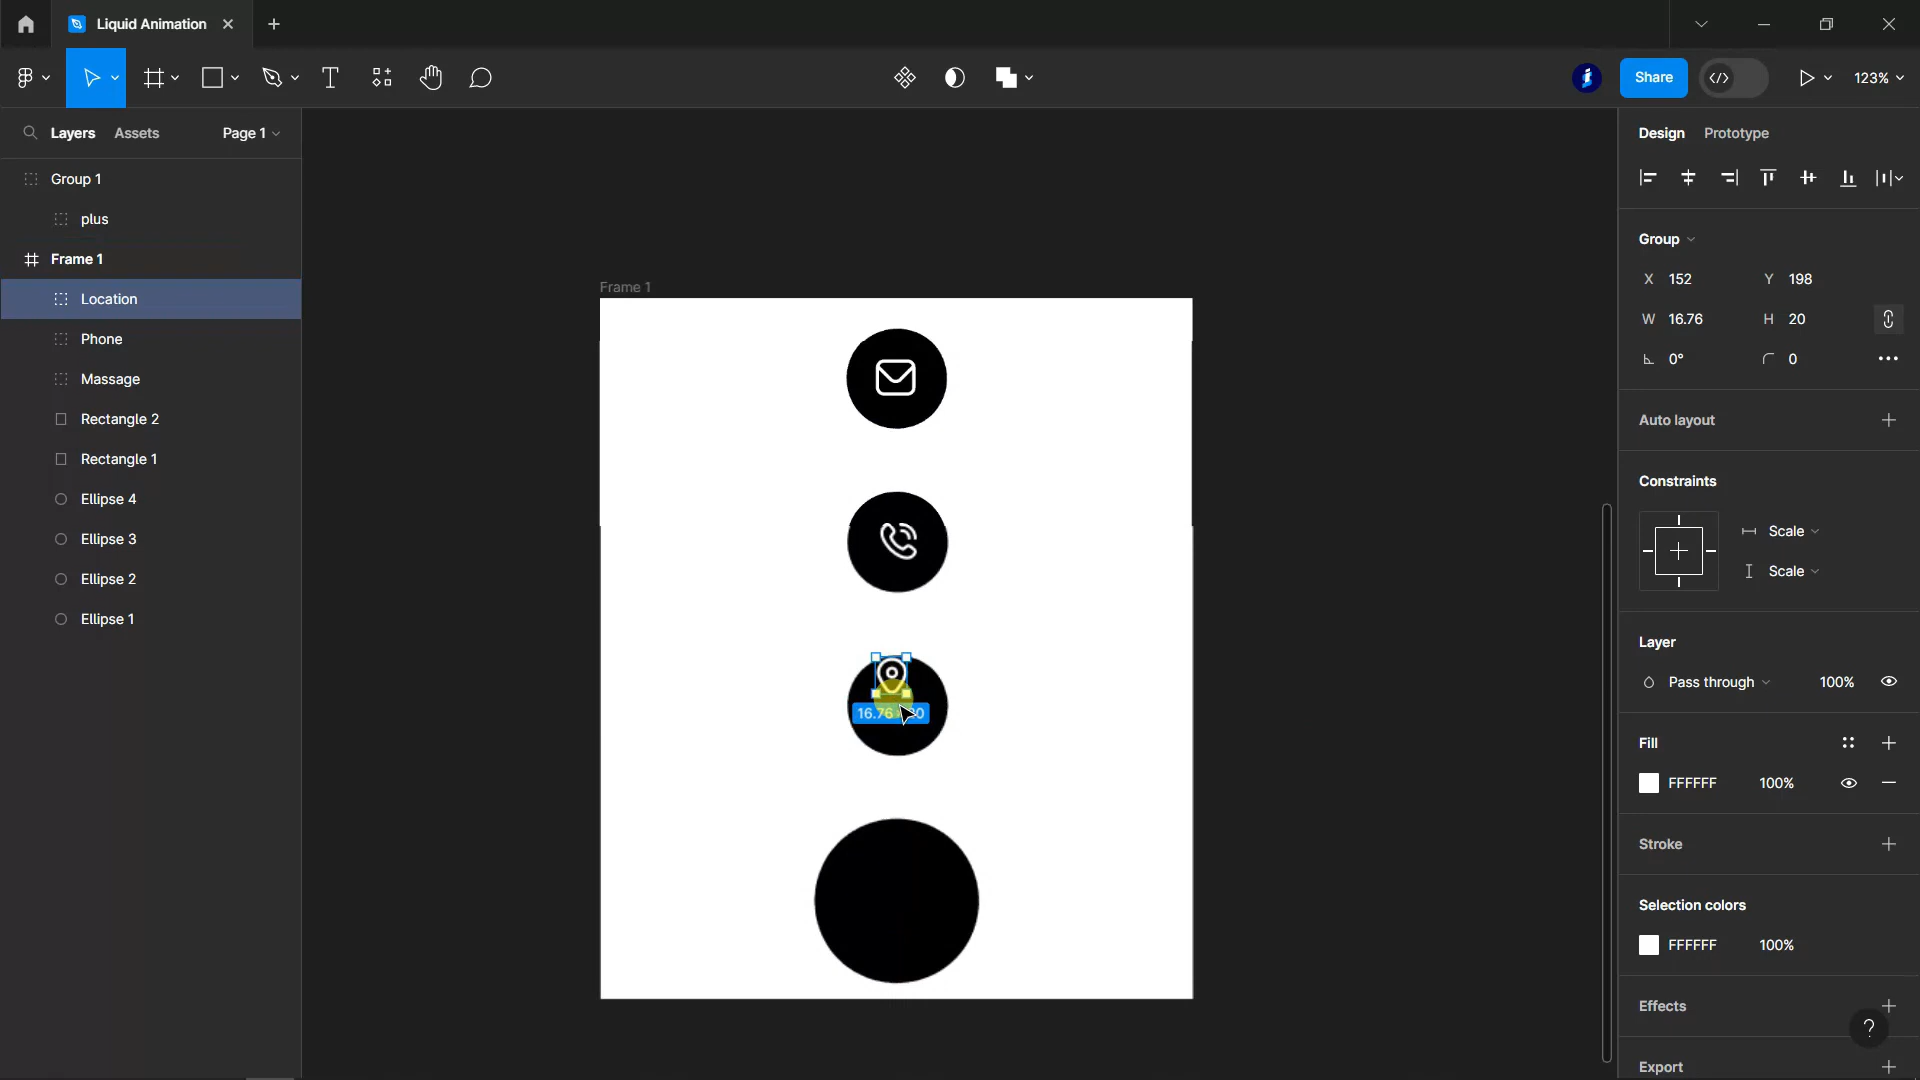 Liquid Animation
Share
123%
Layers
Assets
Page 1
Group 1
plus
Frame 1
Location
Phone
Massage
Rectangle 2
Rectangle 1
Ellipse 4
Ellipse 3
Ellipse 2
Ellipse 1
Frame 1
Design
Prototype
Group
X 152
Y 198
W 16.76
H 20
0°
0
Auto layout
Constraints
Scale
Scale
Layer
Pass through
100%
Fill
FFFFFF
100%
Stroke
Selection colors
FFFFFF
100%
Effects
?
Export